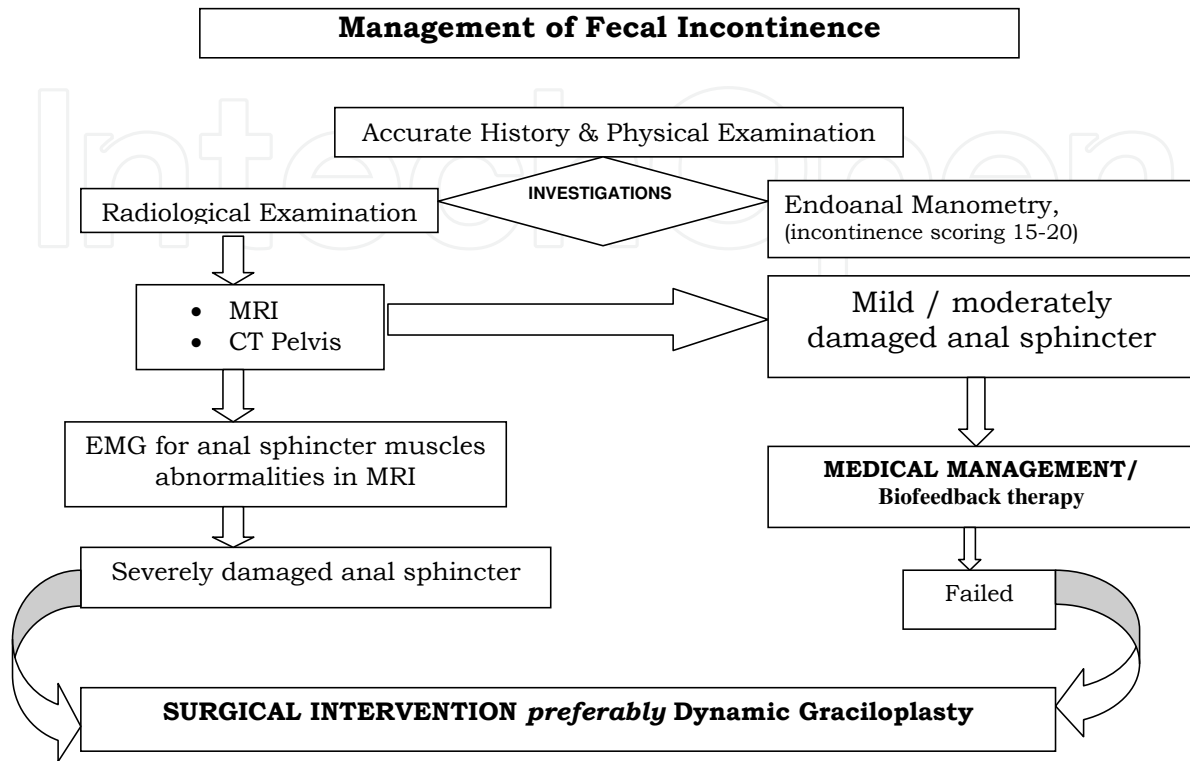 Management of Fecal Incontinence
IntechOpen
Accurate History & Physical Examination
INVESTIGATIONS
Radiological Examination
Endoanal Manometry,
(incontinence scoring 15-20)
• MRI
• CT Pelvis
Mild / moderately
damaged anal sphincter
EMG for anal sphincter muscles
abnormalities in MRI
MEDICAL MANAGEMENT/
Biofeedback therapy
Severely damaged anal sphincter
Failed
SURGICAL INTERVENTION preferably Dynamic Graciloplasty